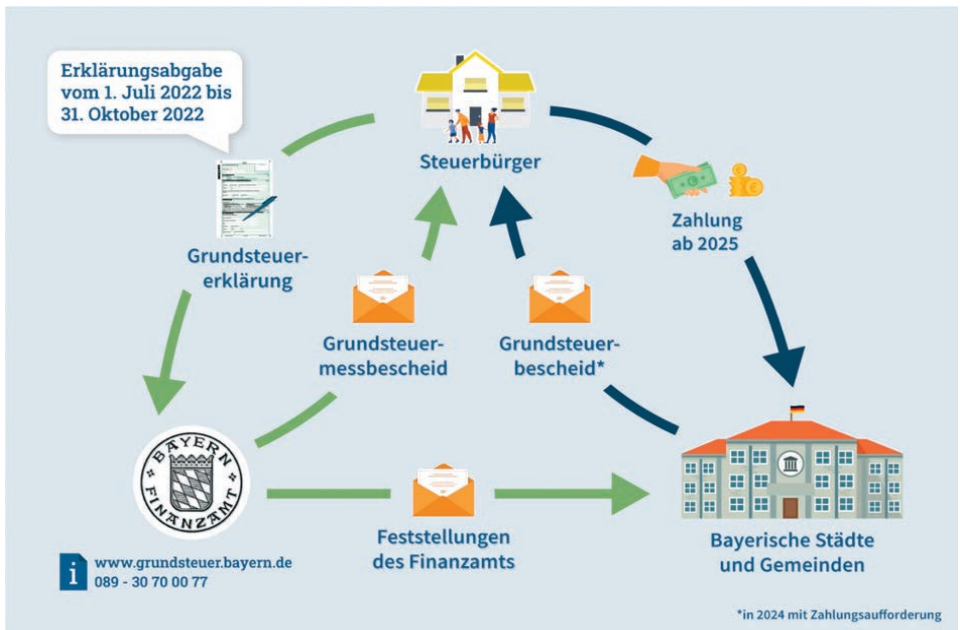 Erklärungsabgabe
vom 1. Juli 2022 bis
31. Oktober 2022
Steuerbürger
Zahlung
ab 2025
Grundsteuer-
erklärung
Grundsteuer-
messbescheid
Grundsteuer-
bescheid*
BAYERN
FINANZAMT
Feststellungen
des Finanzamts
Bayerische Städte
und Gemeinden
i
www.grundsteuer.bayern.de
089 - 30 70 00 77
*in 2024 mit Zahlungsaufforderung